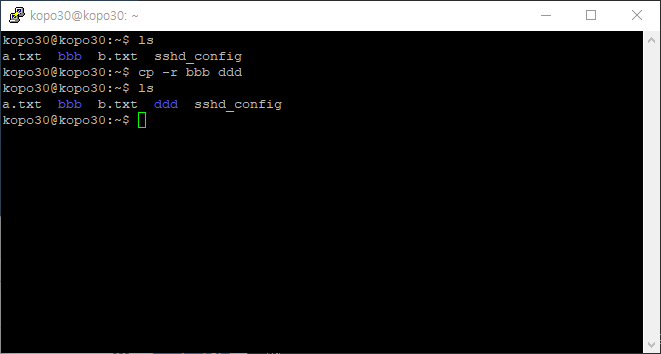 kopo30@kopo30: ~
kopo30@kopo30:~$ ls
a.txt  bbb  b.txt  sshd_config
kopo30@kopo30:~$ cp -r bbb ddd
kopo30@kopo30:~$ ls
a.txt  bbb  b.txt  ddd  sshd_config
kopo30@kopo30:~$